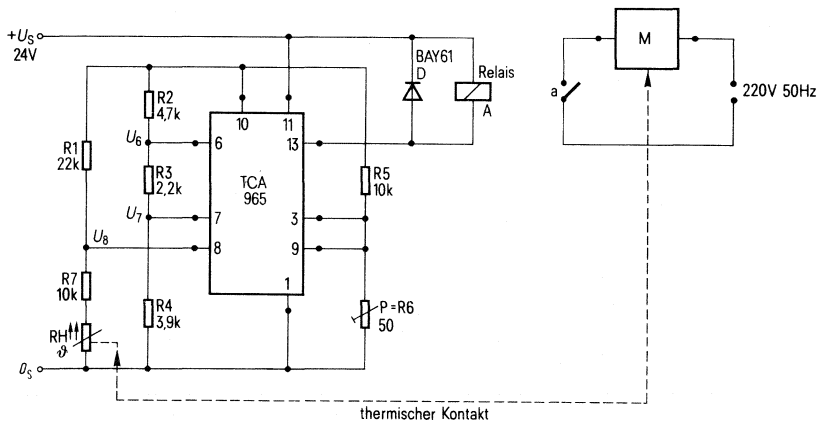 +U_S
24V
BAY61
D
Relais
A
M
a
220V 50Hz
R2
4,7k
10
11
U_6
6
13
R1
22k
R3
2,2k
TCA
965
R5
10k
U_7
7
3
U_8
8
9
R7
10k
1
R4
3,9k
P=R6
50
RH
ϑ
0_S
thermischer Kontakt